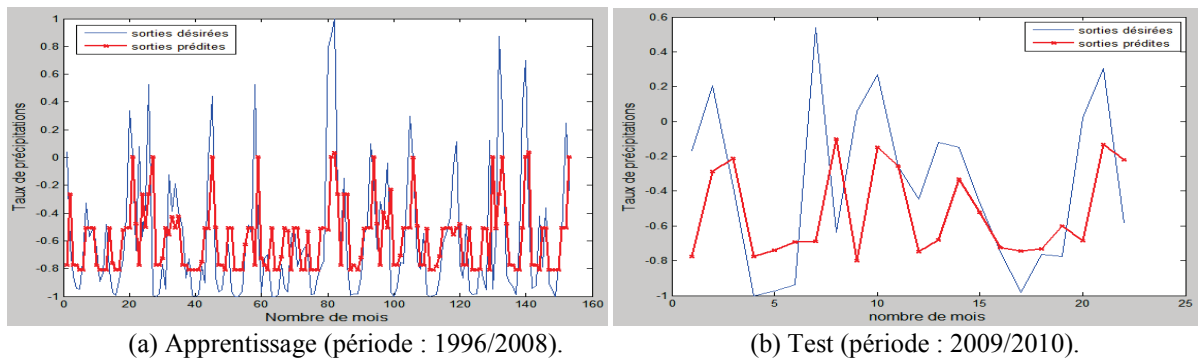 sorties désirées
sorties prédites
Taux de précipitations
1
0.8
0.6
0.4
0.2
0
-0.2
-0.4
-0.6
-0.8
-1
0 20 40 60 80 100 120 140 160
Nombre de mois
(a) Apprentissage (période : 1996/2008).
sorties désirées
sorties prédites
Taux de précipitations
0.6
0.4
0.2
0
-0.2
-0.4
-0.6
-0.8
-1
0 5 10 15 20 25
nombre de mois
(b) Test (période : 2009/2010).